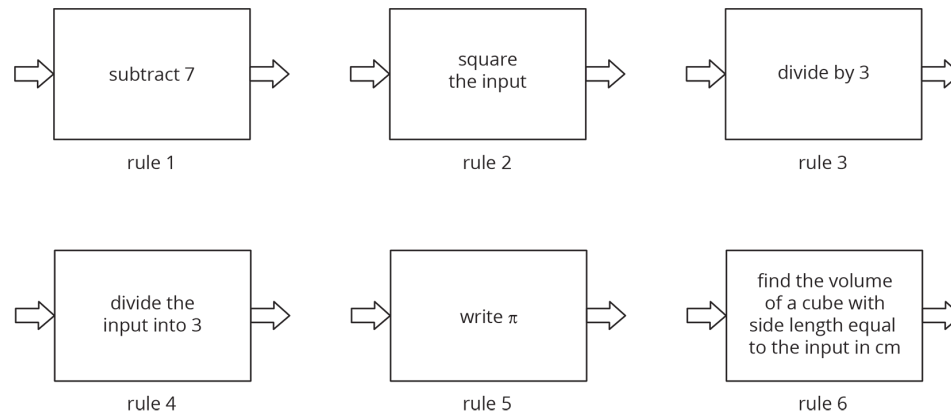 subtract 7
square
the input
divide by 3
rule 1
rule 2
rule 3
divide the
input into 3
write π
find the volume
of a cube with
side length equal
to the input in cm
rule 4
rule 5
rule 6